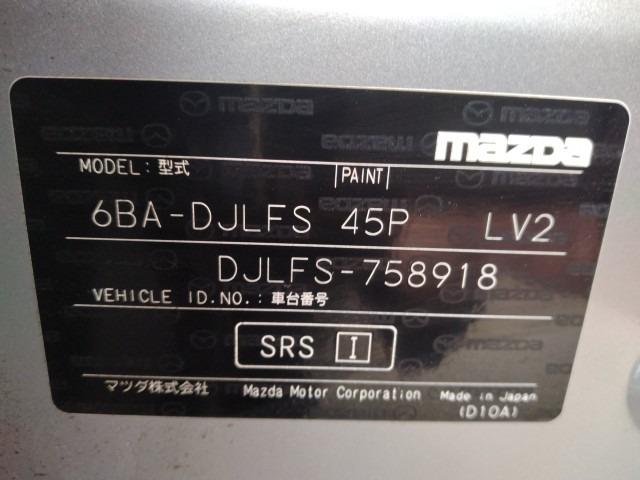 mazda
MODEL:型式 PAINT
6BA-DJLFS 45P LV2
DJLFS-758918
VEHICLE ID.NO.:車台番号
SRS I
マツダ株式会社 Mazda Motor Corporation Made in Japan
(D10A)